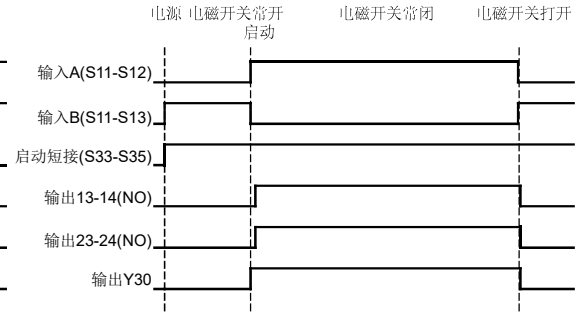 电源 电磁开关常开 电磁开关常闭 电磁开关打开
启动
输入A(S11-S12)
输入B(S11-S13)
启动短接(S33-S35)
输出13-14(NO)
输出23-24(NO)
输出Y30